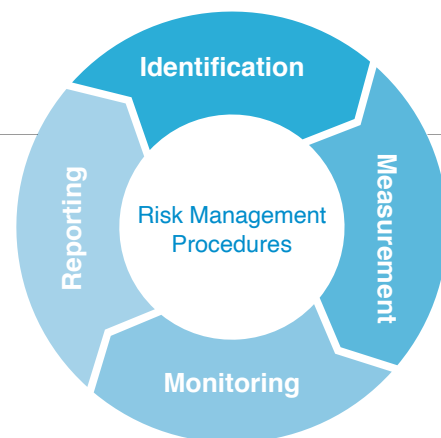 Identification
Measurement
Monitoring
Reporting
Risk Management
Procedures